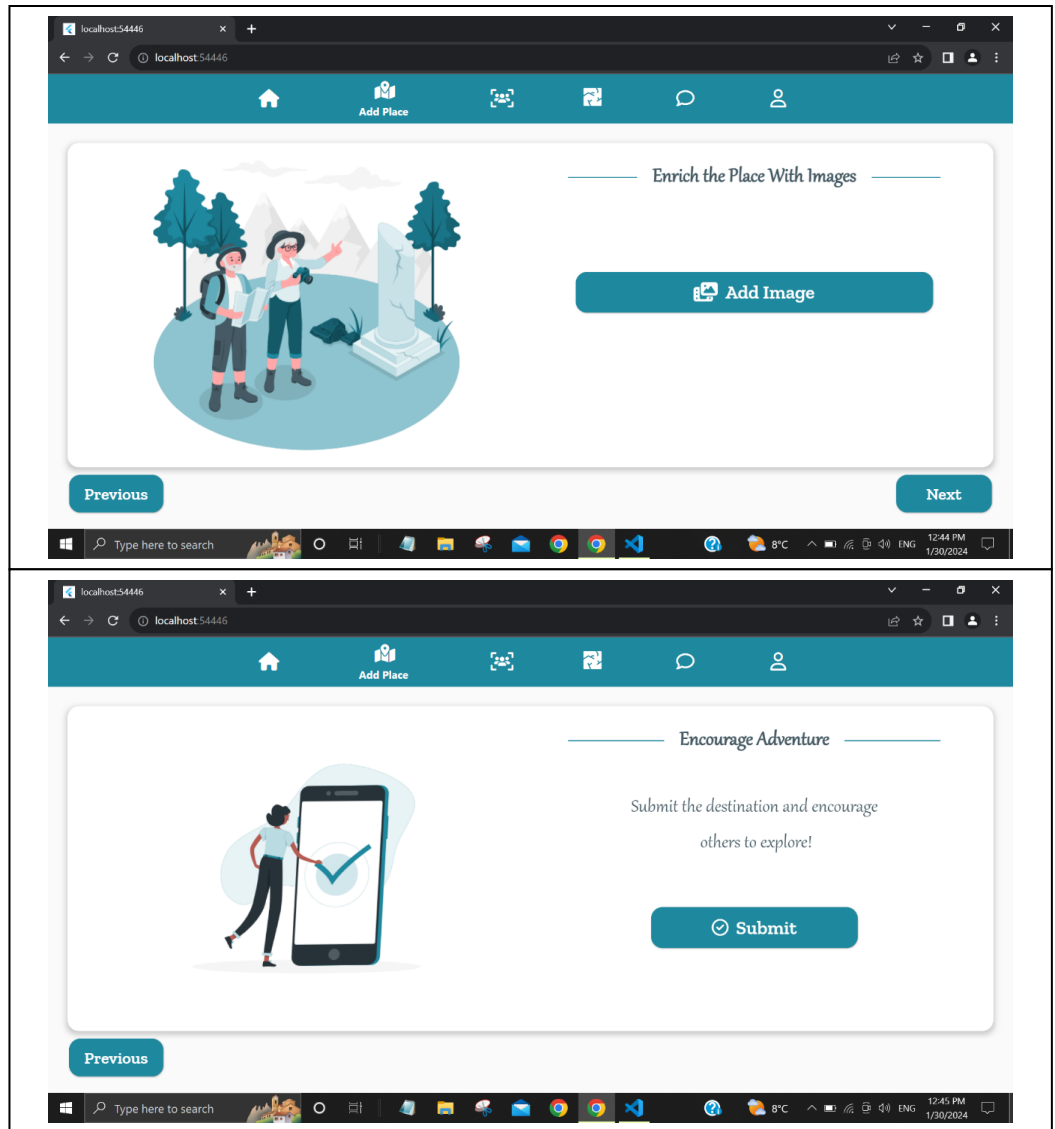 localhost:54446
localhost:54446
Add Place
Enrich the Place With Images
Add Image
Previous
Next
Type here to search
8°C
ENG
12:44 PM
1/30/2024
localhost:54446
localhost:54446
Add Place
Encourage Adventure
Submit the destination and encourage
others to explore!
Submit
Previous
Type here to search
8°C
ENG
12:45 PM
1/30/2024